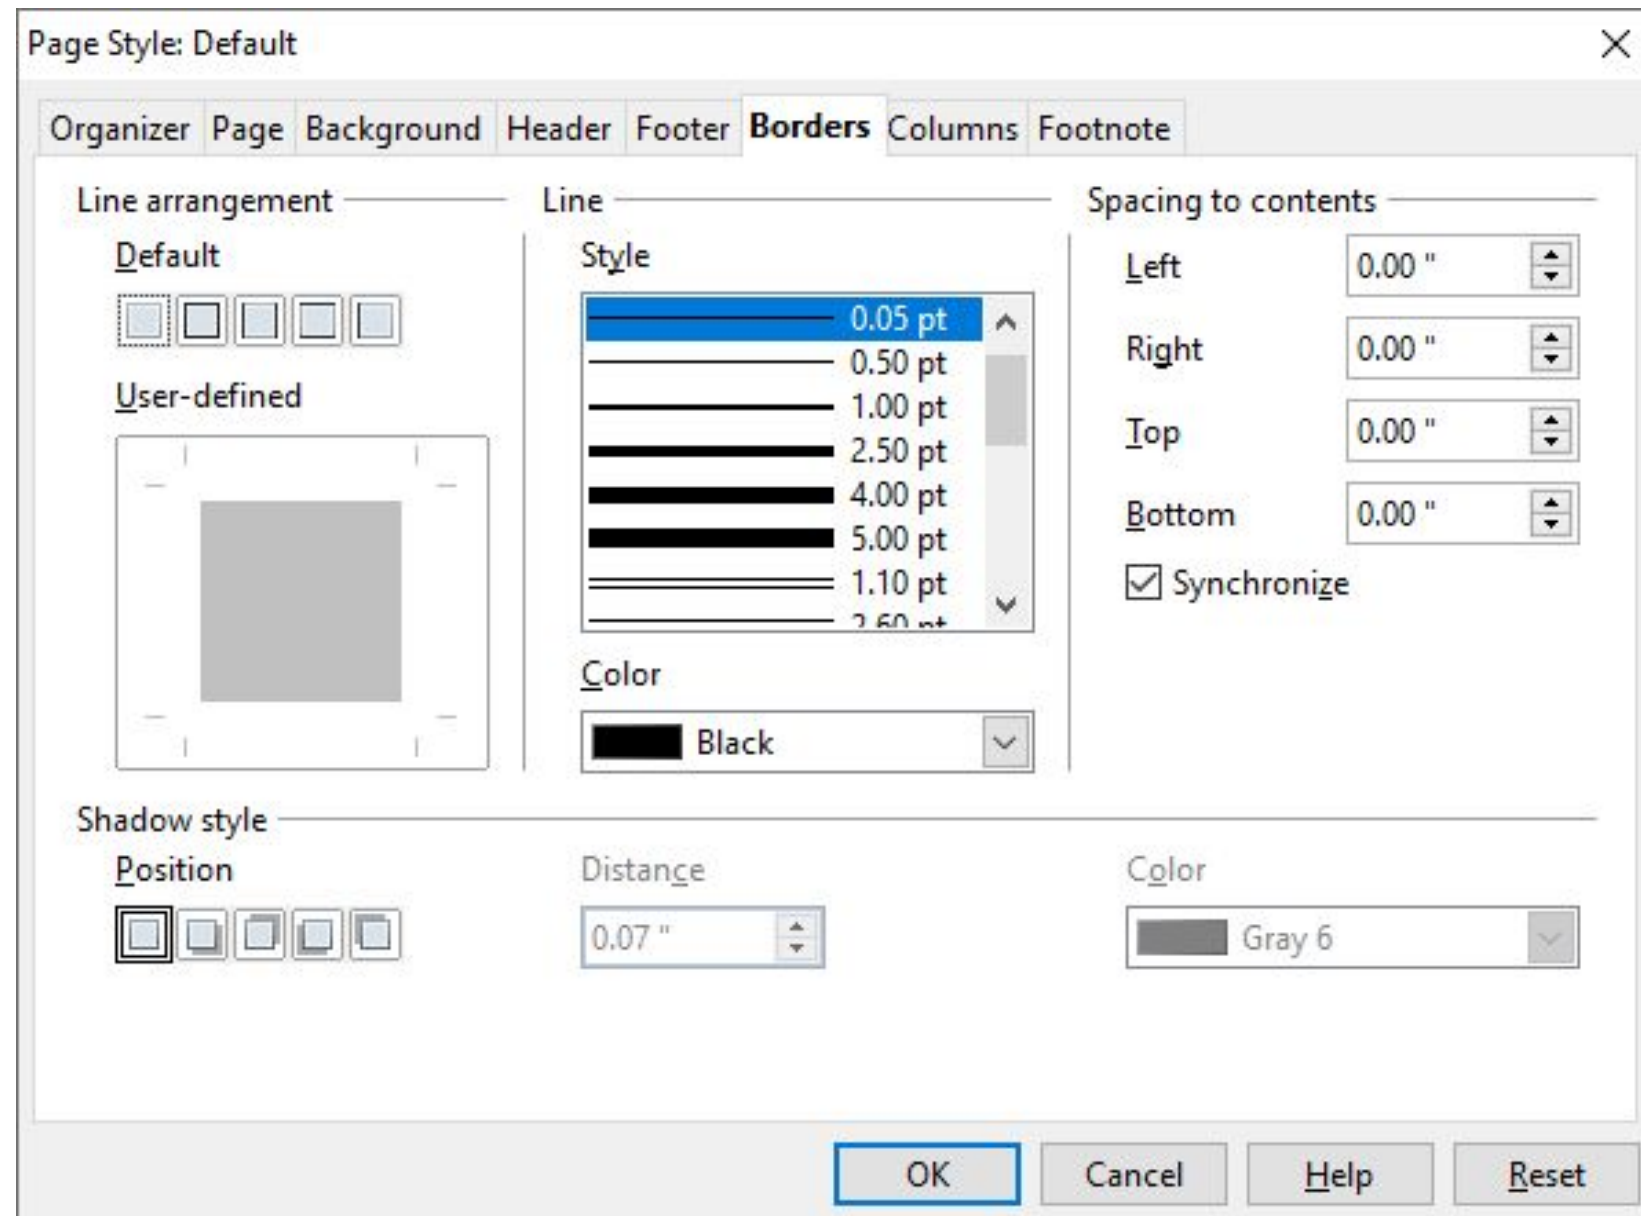 Page Style: Default
Organizer Page Background Header Footer Borders Columns Footnote
Line arrangement
Default
User-defined
Line
Style
0.05 pt
0.50 pt
1.00 pt
2.50 pt
4.00 pt
5.00 pt
1.10 pt
2.60 pt
Color
Black
Spacing to contents
Left 0.00 "
Right 0.00 "
Top 0.00 "
Bottom 0.00 "
Synchronize
Shadow style
Position
Distance
0.07 "
Color
Gray 6
OK Cancel Help Reset